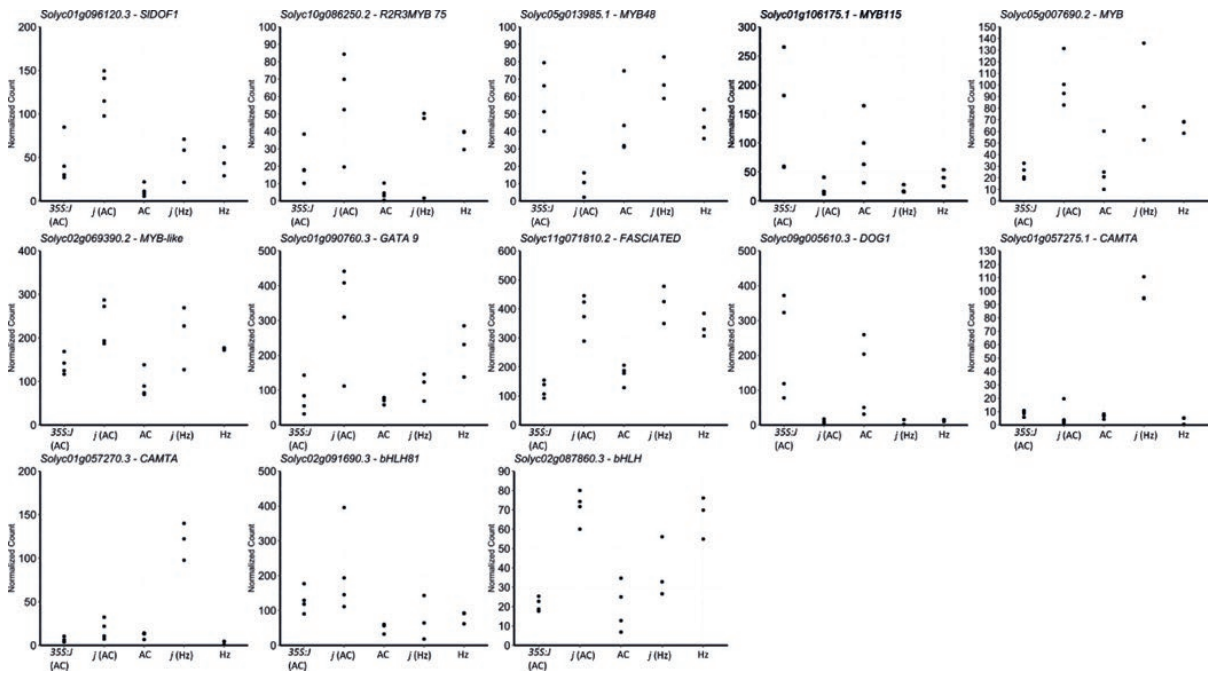 Solyc01g096120.3 - SlDOF1
Normalized Count
200
150
100
50
0
35S:J (AC)
j (AC)
AC
j (Hz)
Hz
Solyc10g086250.2 - R2R3MYB 75
Normalized Count
100
90
80
70
60
50
40
30
20
10
0
35S:J (AC)
j (AC)
AC
j (Hz)
Hz
Solyc05g013985.1 - MYB48
Normalized Count
100
90
80
70
60
50
40
30
20
10
0
35S:J (AC)
j (AC)
AC
j (Hz)
Hz
Solyc01g106175.1 - MYB115
Normalized Count
300
250
200
150
100
50
0
35S:J (AC)
j (AC)
AC
j (Hz)
Hz
Solyc05g007690.2 - MYB
Normalized Count
150
140
130
120
110
100
90
80
70
60
50
40
30
20
10
0
35S:J (AC)
j (AC)
AC
j (Hz)
Hz
Solyc02g069390.2 - MYB-like
Normalized Count
400
300
200
100
0
35S:J (AC)
j (AC)
AC
j (Hz)
Hz
Solyc01g090760.3 - GATA 9
Normalized Count
500
400
300
200
100
0
35S:J (AC)
j (AC)
AC
j (Hz)
Hz
Solyc11g071810.2 - FASCIATED
Normalized Count
600
500
400
300
200
100
0
35S:J (AC)
j (AC)
AC
j (Hz)
Hz
Solyc09g005610.3 - DOG1
Normalized Count
500
400
300
200
100
0
35S:J (AC)
j (AC)
AC
j (Hz)
Hz
Solyc01g057275.1 - CAMTA
Normalized Count
130
120
110
100
90
80
70
60
50
40
30
20
10
0
35S:J (AC)
j (AC)
AC
j (Hz)
Hz
Solyc01g057270.3 - CAMTA
Normalized Count
200
150
100
50
0
35S:J (AC)
j (AC)
AC
j (Hz)
Hz
Solyc02g091690.3 - bHLH81
Normalized Count
500
400
300
200
100
0
35S:J (AC)
j (AC)
AC
j (Hz)
Hz
Solyc02g087860.3 - bHLH
Normalized Count
90
80
70
60
50
40
30
20
10
0
35S:J (AC)
j (AC)
AC
j (Hz)
Hz